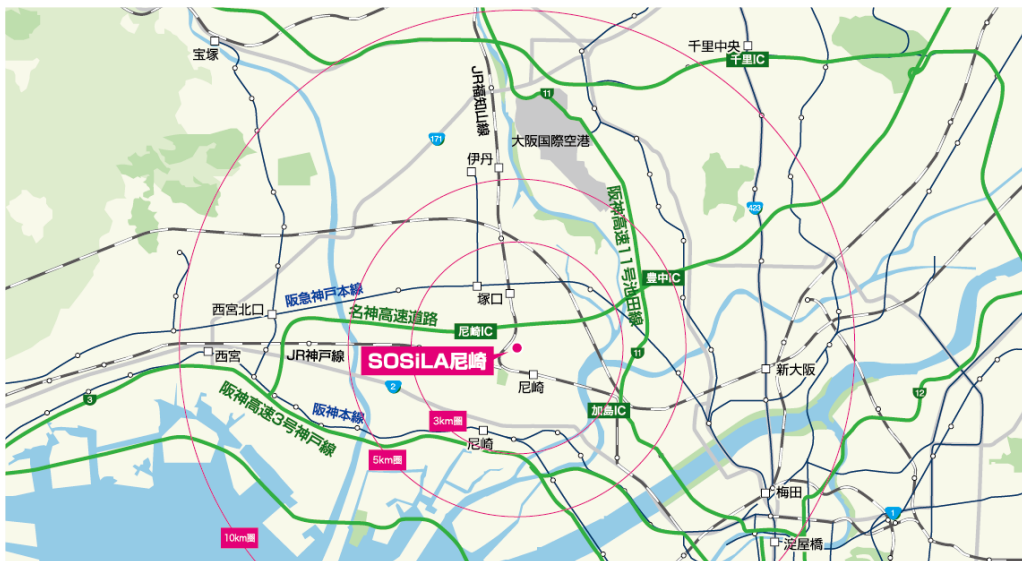 宝塚
千里中央
千里IC
JR福知山線
11
大阪国際空港
171
伊丹
阪神高速11号池田線
423
豊中IC
阪急神戸本線
塚口
西宮北口
名神高速道路
尼崎IC
西宮
JR神戸線
SOSiLA尼崎
11
新大阪
尼崎
2
3
阪神高速3号神戸線
阪神本線
3km圏
加島IC
12
尼崎
5km圏
梅田
1
10km圏
淀屋橋